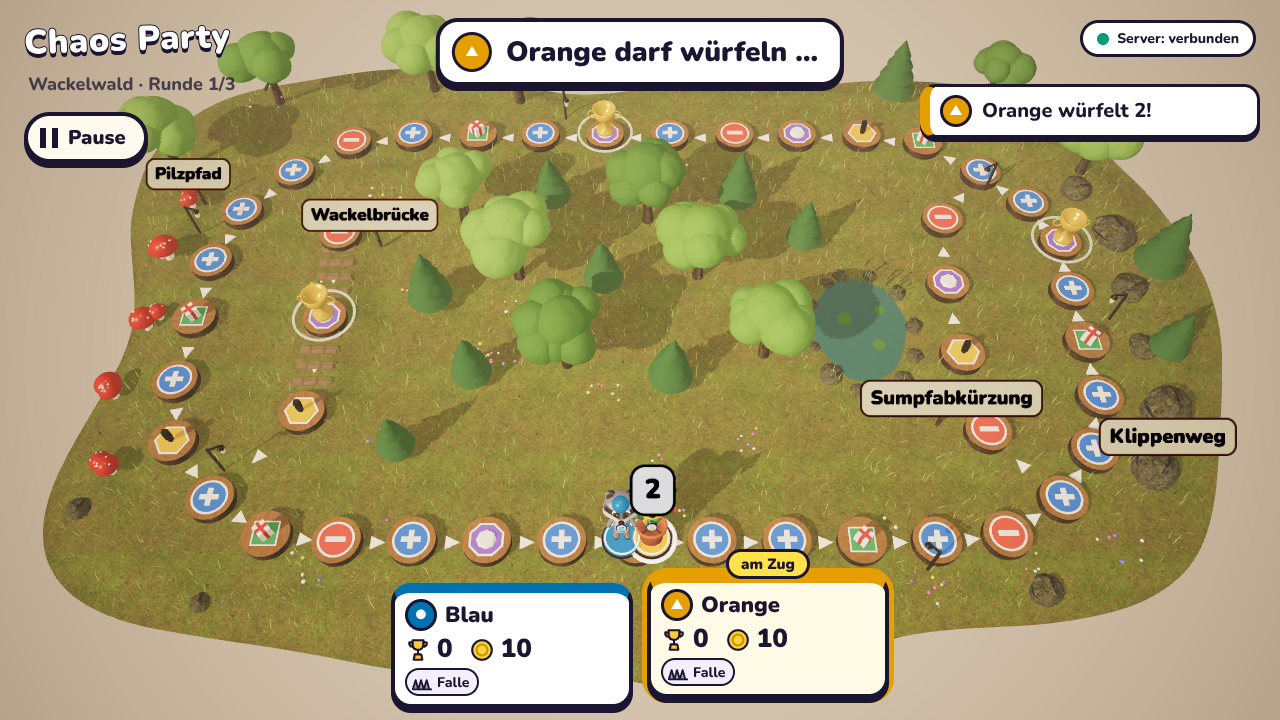 Chaos Party
Wackelwald · Runde 1/3
Pause
Orange darf würfeln ...
Server: verbunden
Orange würfelt 2!
Pilzpfad
Wackelbrücke
Sumpfabkürzung
Klippenweg
2
am Zug
Blau
0 10
Falle
Orange
0 10
Falle